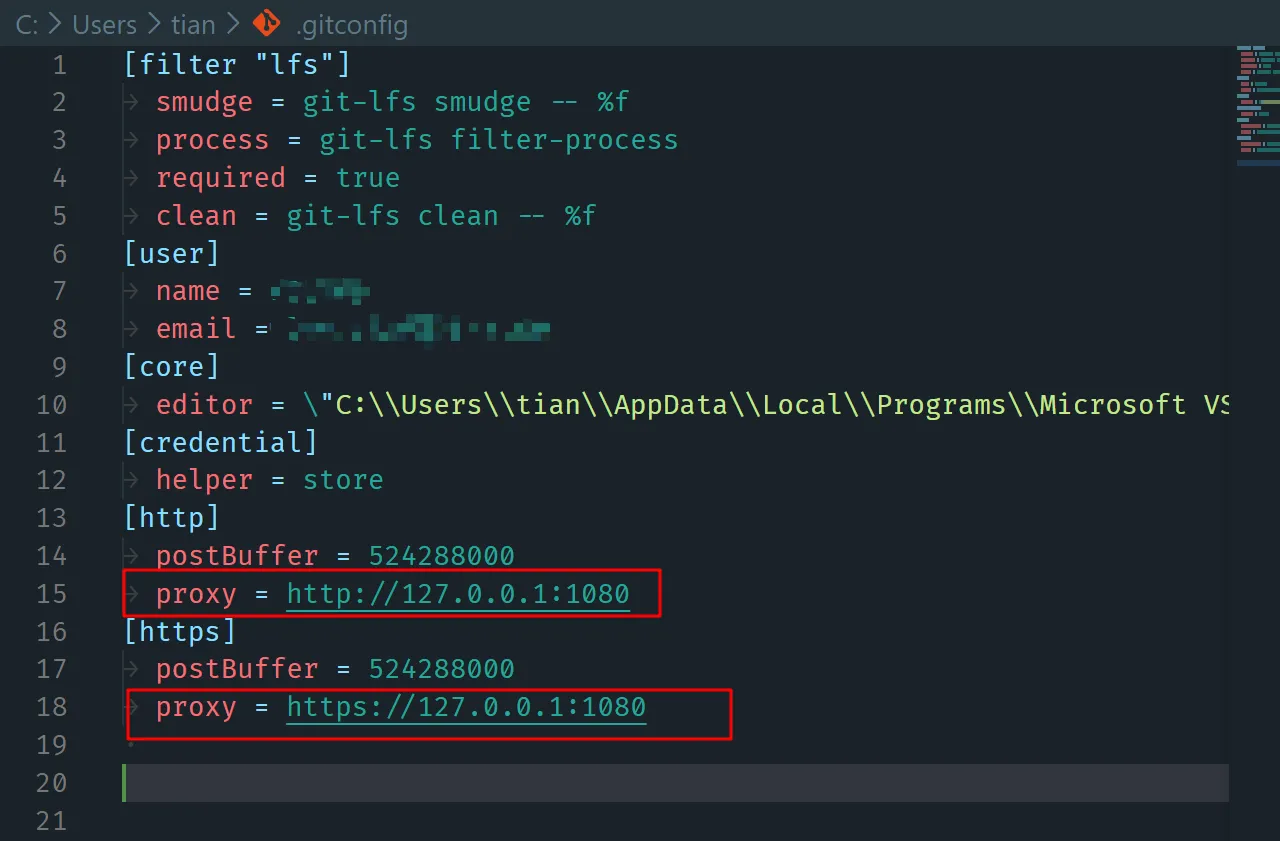 C: > Users > tian > .gitconfig
1 [filter "lfs"]
2 smudge = git-lfs smudge -- %f
3 process = git-lfs filter-process
4 required = true
5 clean = git-lfs clean -- %f
6 [user]
7 name =
8 email =
9 [core]
10 editor = \"C:\\Users\\tian\\AppData\\Local\\Programs\\Microsoft VS
11 [credential]
12 helper = store
13 [http]
14 postBuffer = 524288000
15 proxy = http://127.0.0.1:1080
16 [https]
17 postBuffer = 524288000
18 proxy = https://127.0.0.1:1080
19
20
21